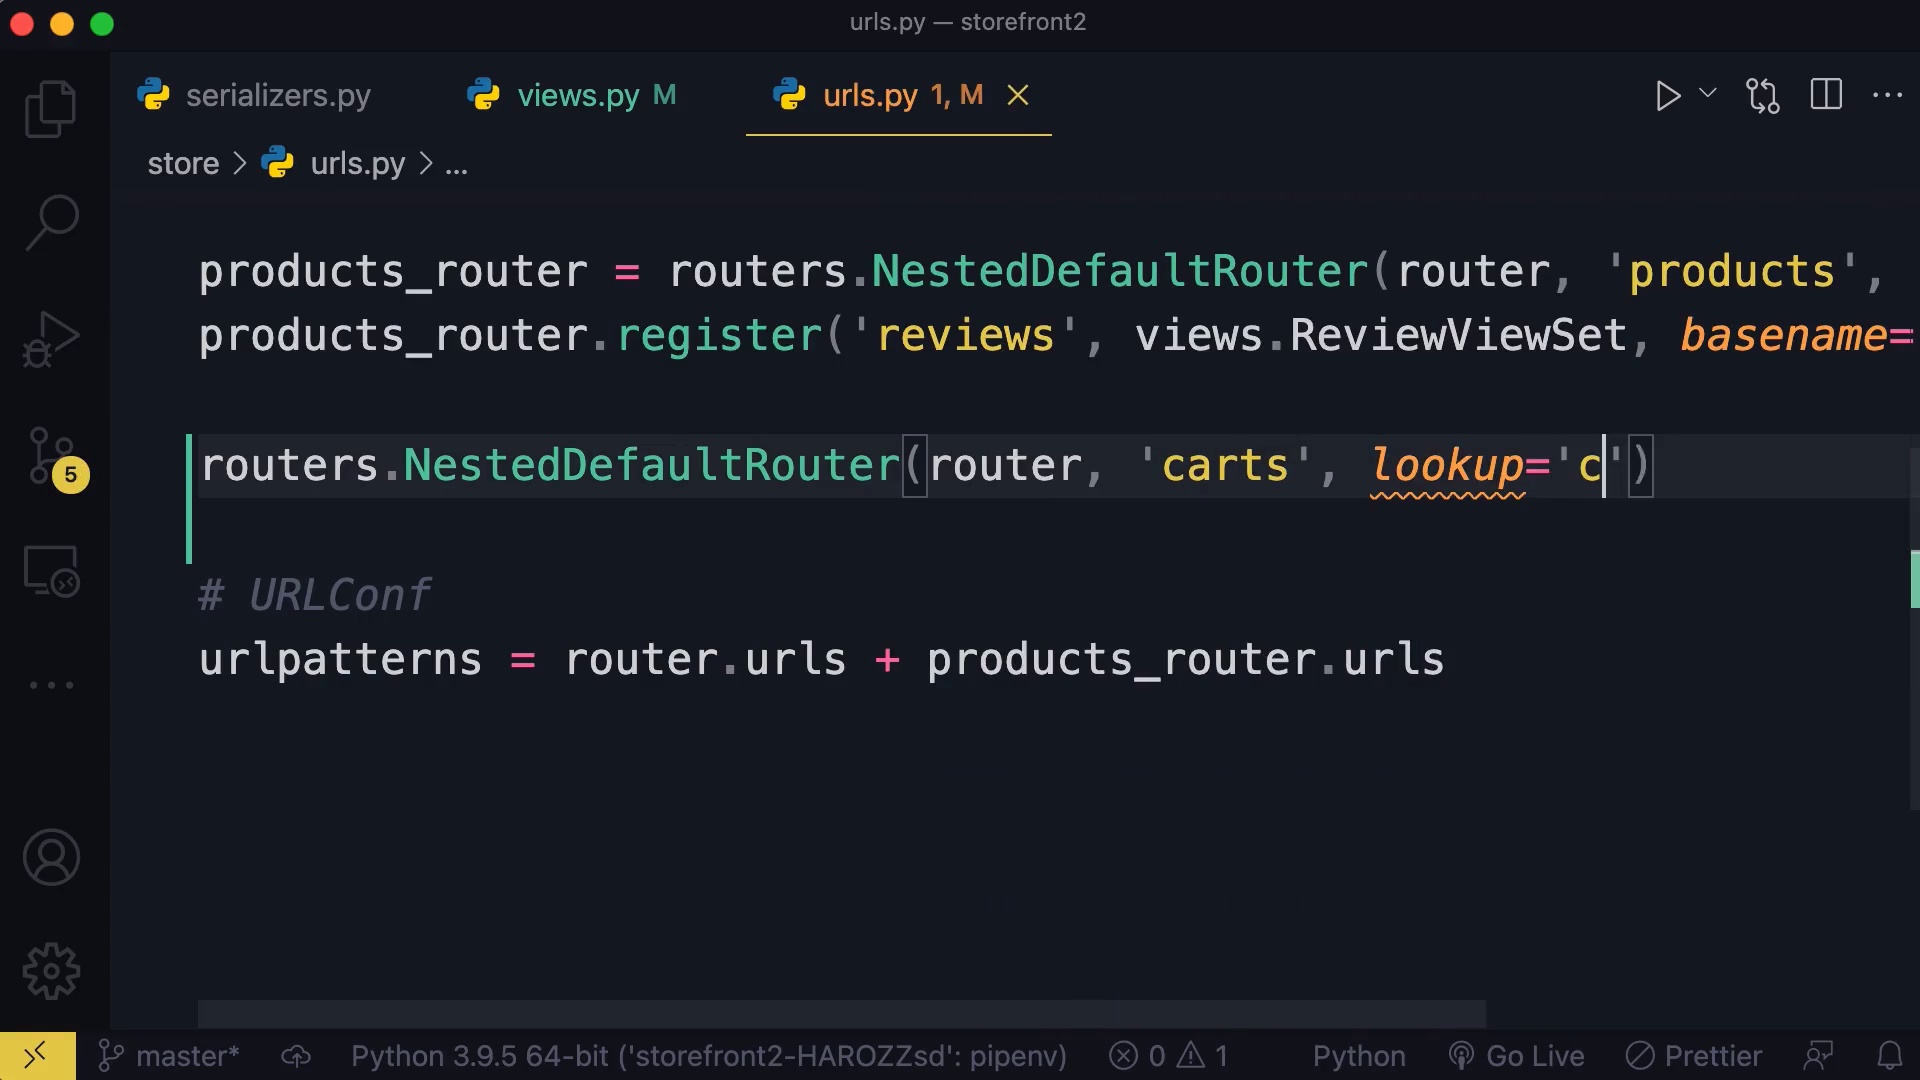 urls.py — storefront2
serializers.py views.py M urls.py 1, M
store > urls.py > ...
products_router = routers.NestedDefaultRouter(router, 'products',
products_router.register('reviews', views.ReviewViewSet, basename=
routers.NestedDefaultRouter(router, 'carts', lookup='c')
# URLConf
urlpatterns = router.urls + products_router.urls
5
master* Python 3.9.5 64-bit ('storefront2-HAROZZsd': pipenv) 0 1 Python Go Live Prettier